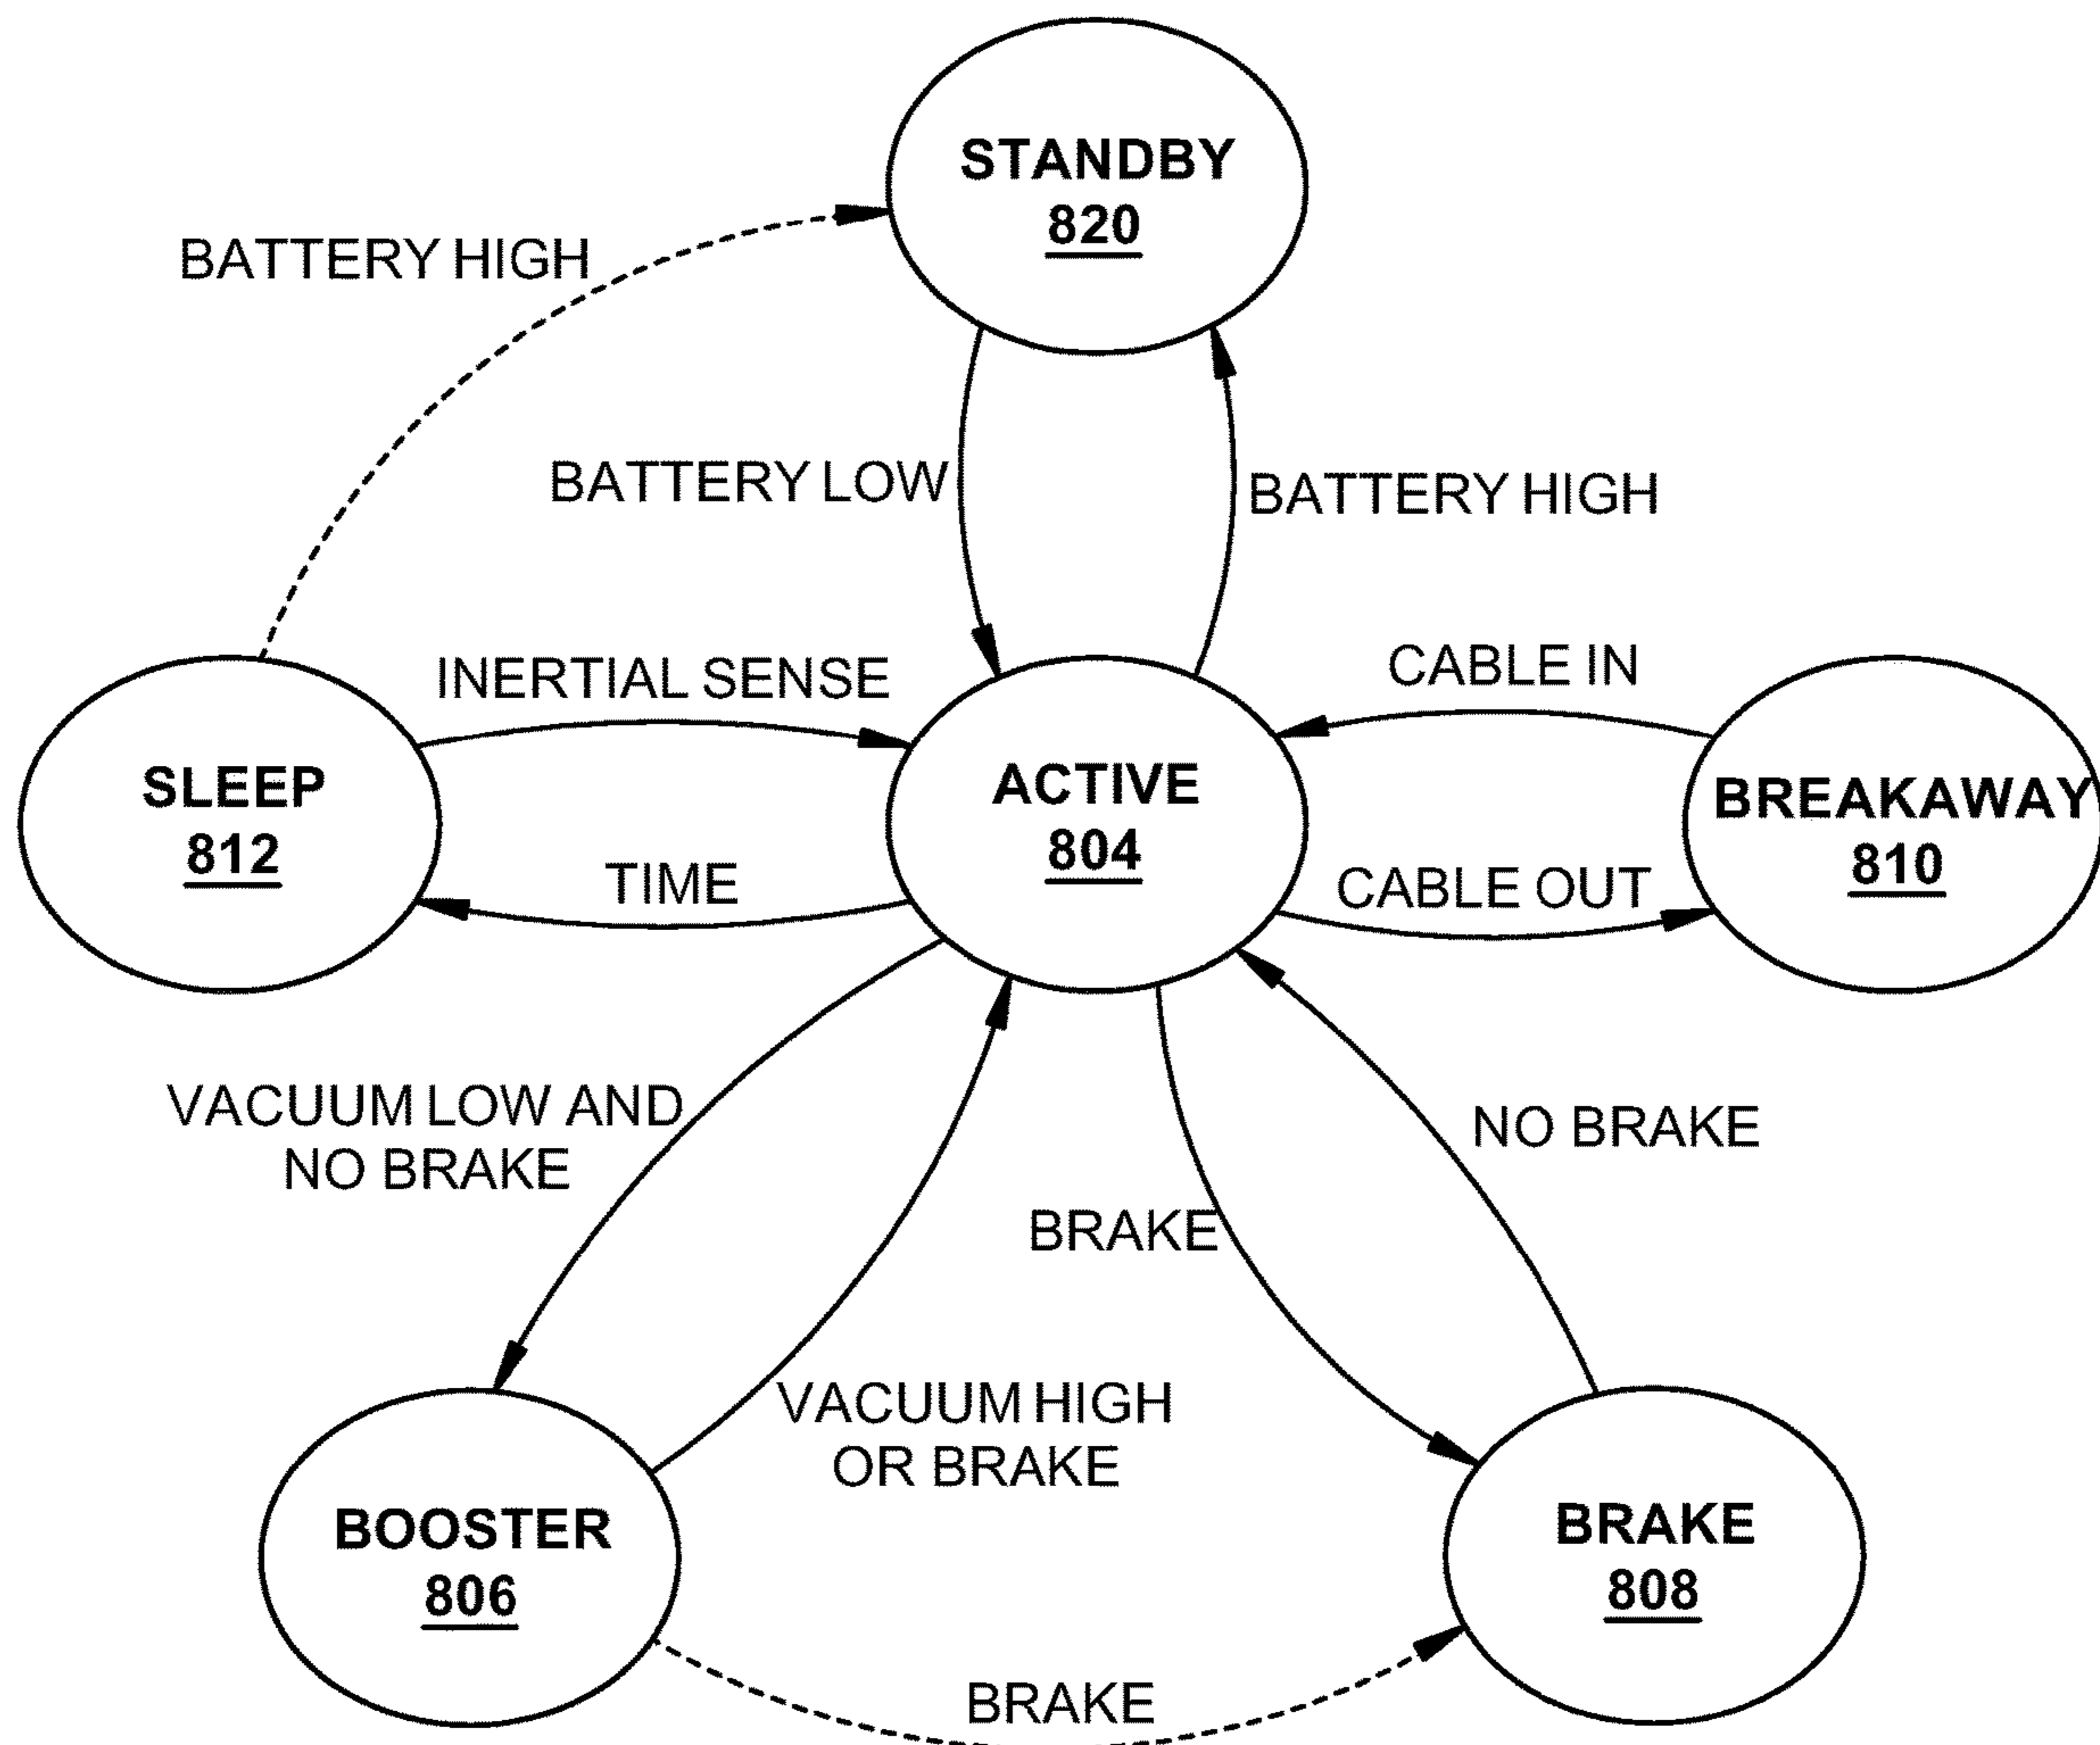 STANDBY
820
BATTERY HIGH
BATTERY LOW
BATTERY HIGH
INERTIAL SENSE
CABLE IN
SLEEP
812
ACTIVE
804
BREAKAWAY
810
TIME
CABLE OUT
VACUUM LOW AND
NO BRAKE
NO BRAKE
BRAKE
VACUUM HIGH
OR BRAKE
BOOSTER
806
BRAKE
808
BRAKE